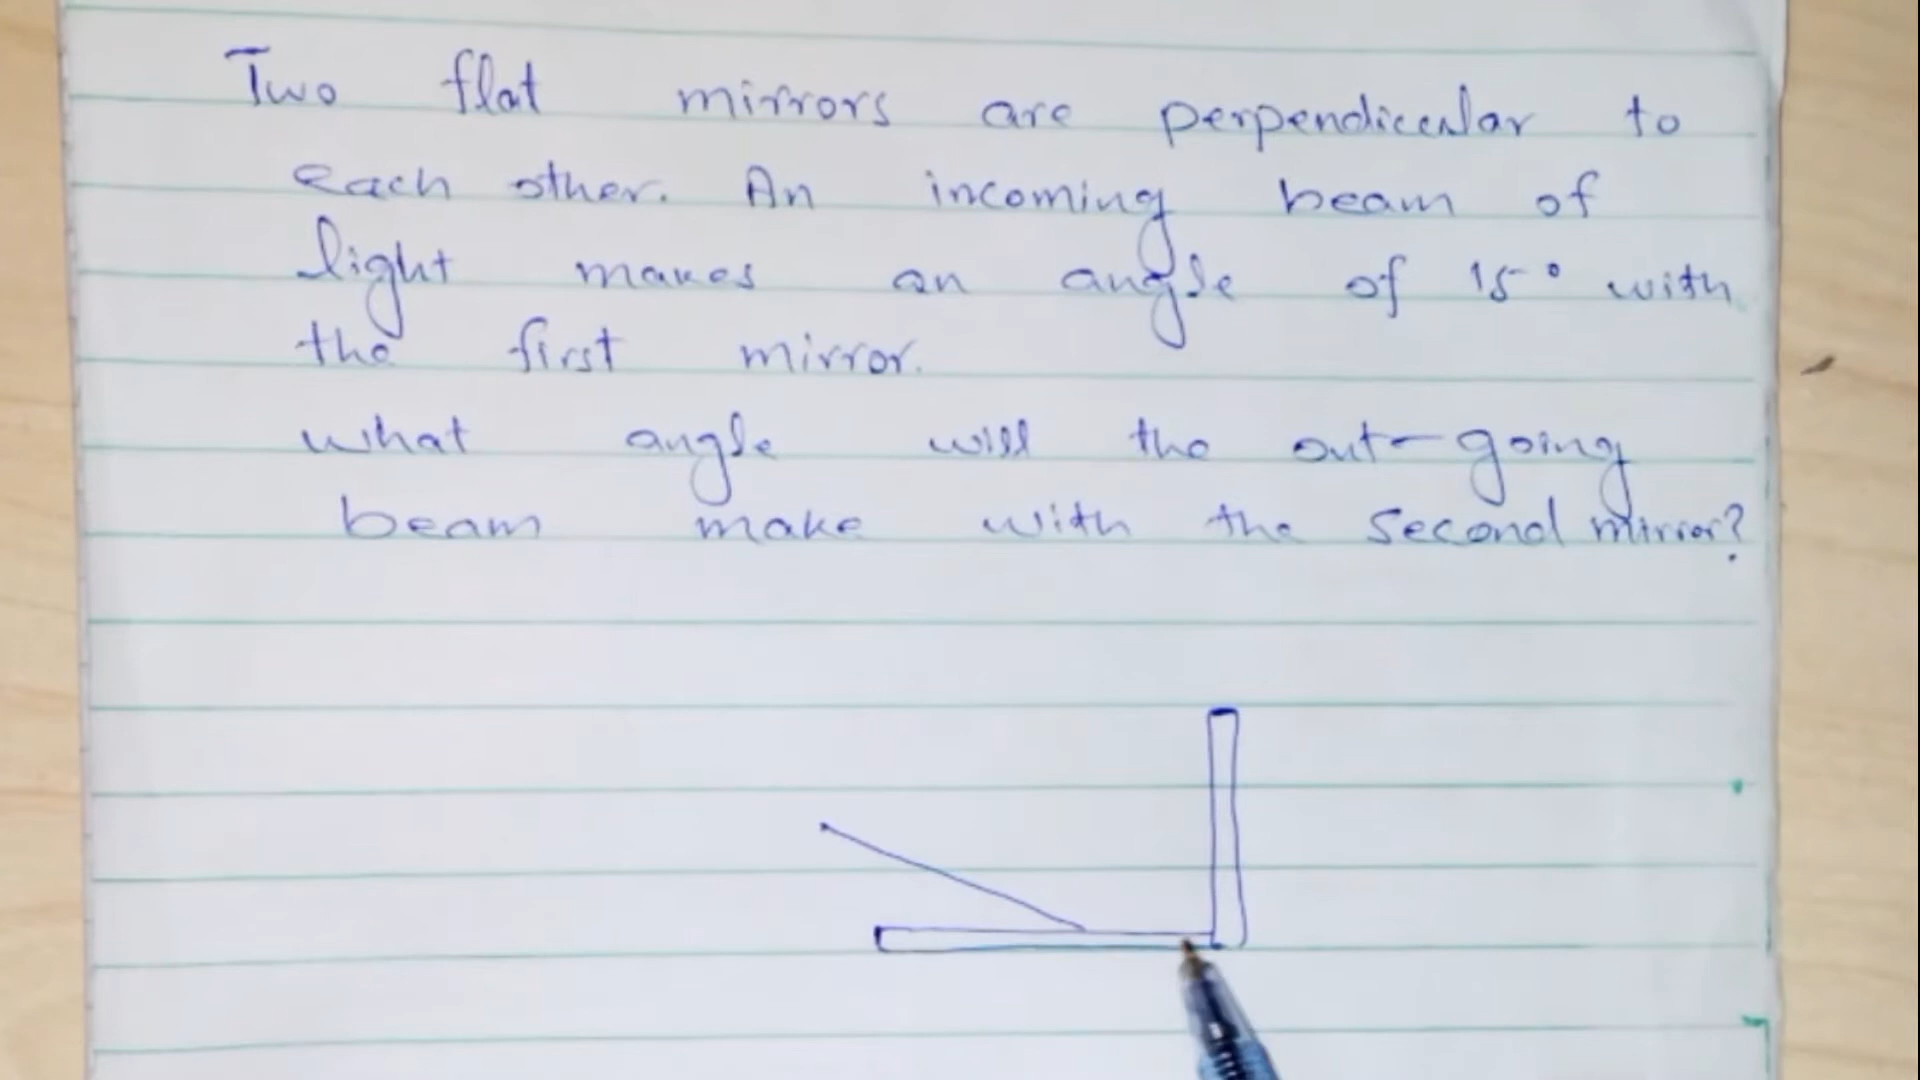 Two flat mirrors are perpendicular to
each other. An incoming beam of
light makes an angle of 15° with
the first mirror.
what angle will the out-going
beam make with the second mirror?